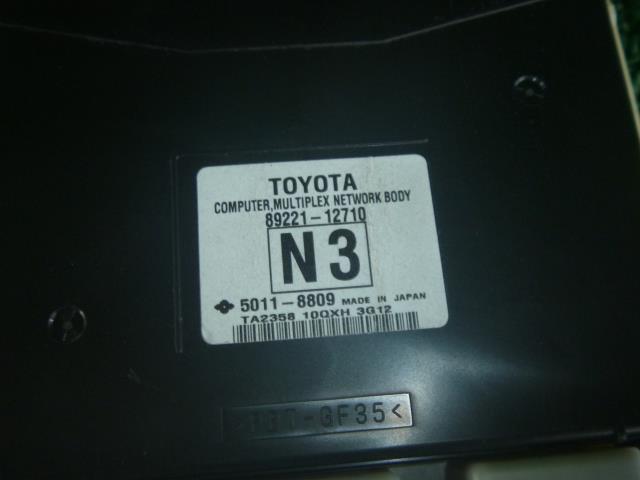 TOYOTA
COMPUTER, MULTIPLEX NETWORK BODY
89221-12710
N3
5011-8809 MADE IN JAPAN
TA2358 10QXH 3G12
-GF35<